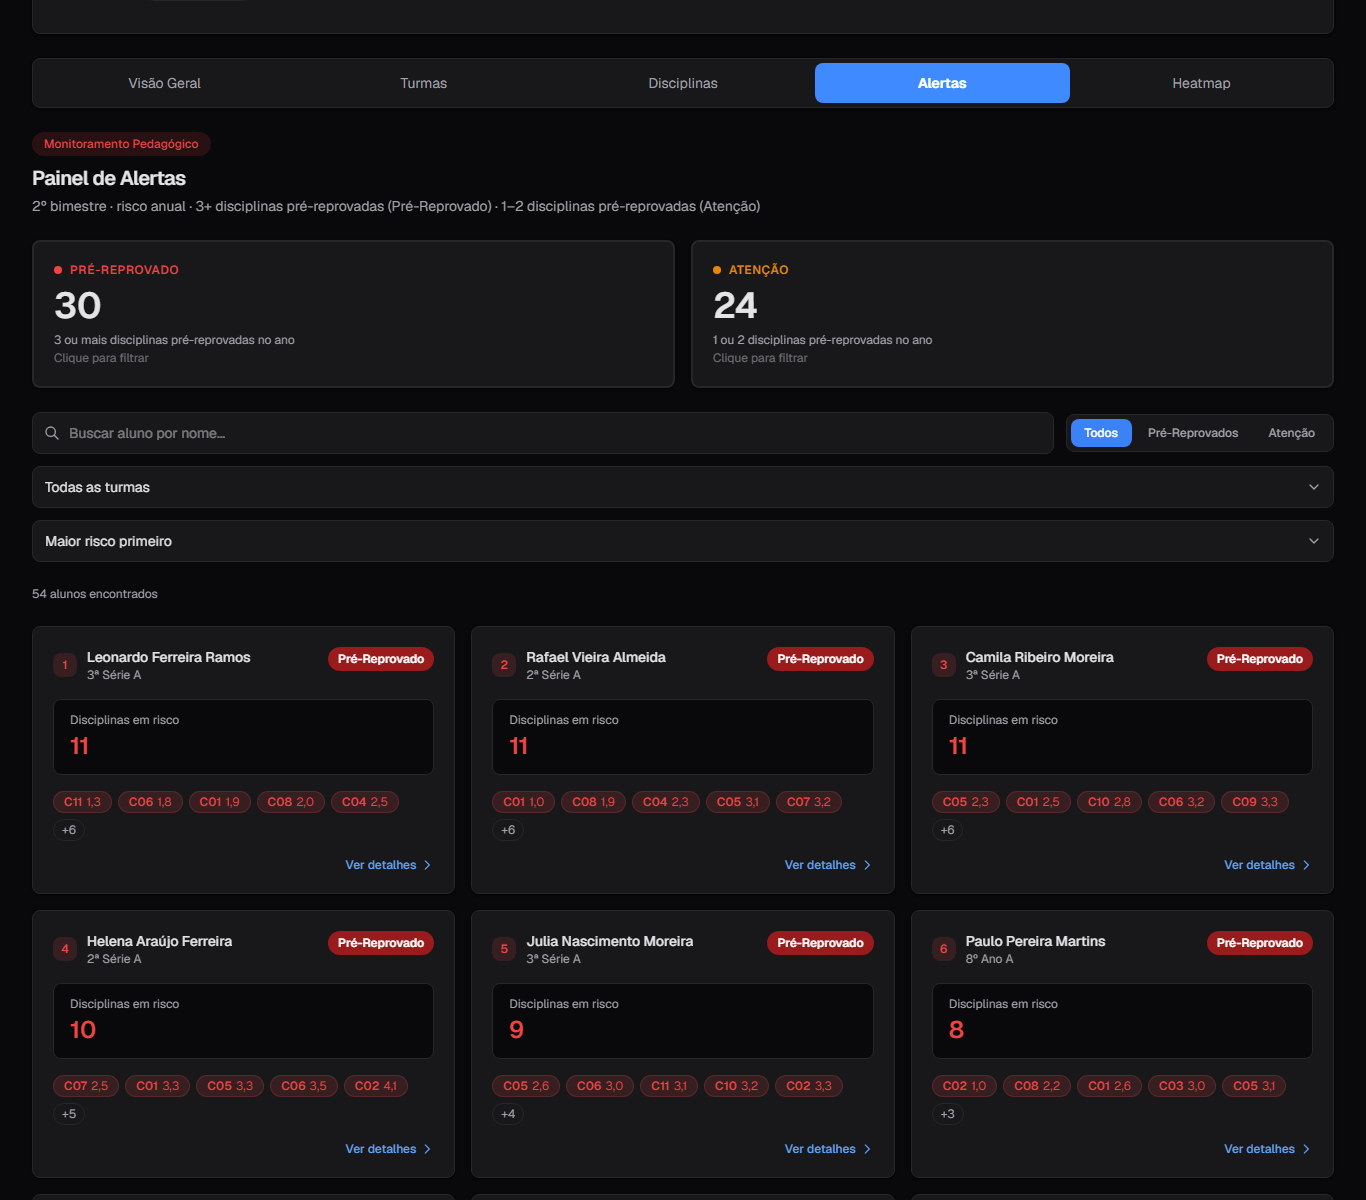 Visão Geral
Turmas
Disciplinas
Alertas
Heatmap
Monitoramento Pedagógico
Painel de Alertas
2º bimestre · risco anual · 3+ disciplinas pré-reprovadas (Pré-Reprovado) · 1–2 disciplinas pré-reprovadas (Atenção)
PRÉ-REPROVADO
30
3 ou mais disciplinas pré-reprovadas no ano
Clique para filtrar
ATENÇÃO
24
1 ou 2 disciplinas pré-reprovadas no ano
Clique para filtrar
Buscar aluno por nome...
Todos
Pré-Reprovados
Atenção
Todas as turmas
Maior risco primeiro
54 alunos encontrados
1
Leonardo Ferreira Ramos
Pré-Reprovado
3ª Série A
Disciplinas em risco
11
C11 1,3
C06 1,8
C01 1,9
C08 2,0
C04 2,5
+6
Ver detalhes
2
Rafael Vieira Almeida
Pré-Reprovado
2ª Série A
Disciplinas em risco
11
C01 1,0
C08 1,9
C04 2,3
C05 3,1
C07 3,2
+6
Ver detalhes
3
Camila Ribeiro Moreira
Pré-Reprovado
3ª Série A
Disciplinas em risco
11
C05 2,3
C01 2,5
C10 2,8
C06 3,2
C09 3,3
+6
Ver detalhes
4
Helena Araújo Ferreira
Pré-Reprovado
2ª Série A
Disciplinas em risco
10
C07 2,5
C01 3,3
C05 3,3
C06 3,5
C02 4,1
+5
Ver detalhes
5
Julia Nascimento Moreira
Pré-Reprovado
3ª Série A
Disciplinas em risco
9
C05 2,6
C06 3,0
C11 3,1
C10 3,2
C02 3,3
+4
Ver detalhes
6
Paulo Pereira Martins
Pré-Reprovado
8º Ano A
Disciplinas em risco
8
C02 1,0
C08 2,2
C01 2,6
C03 3,0
C05 3,1
+3
Ver detalhes